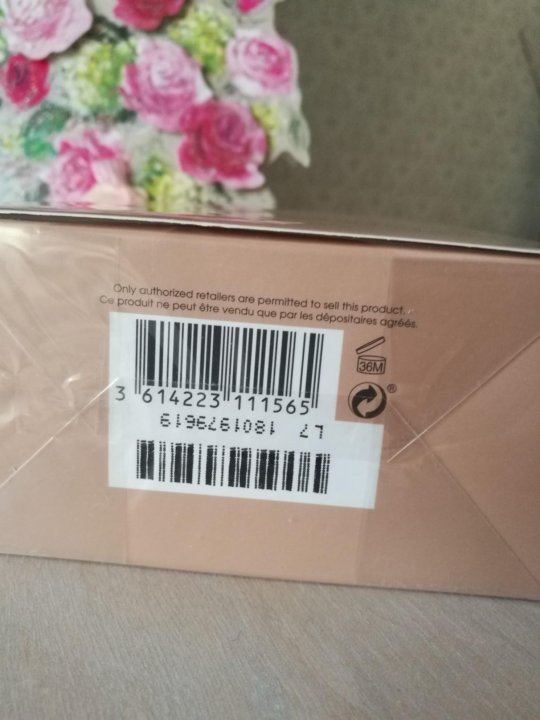 Only authorized retailers are permitted to sell this product.
Ce produit ne peut être vendu que par les dépositaires agréés.
36M
®
3 614223 111565
L7 1801979619